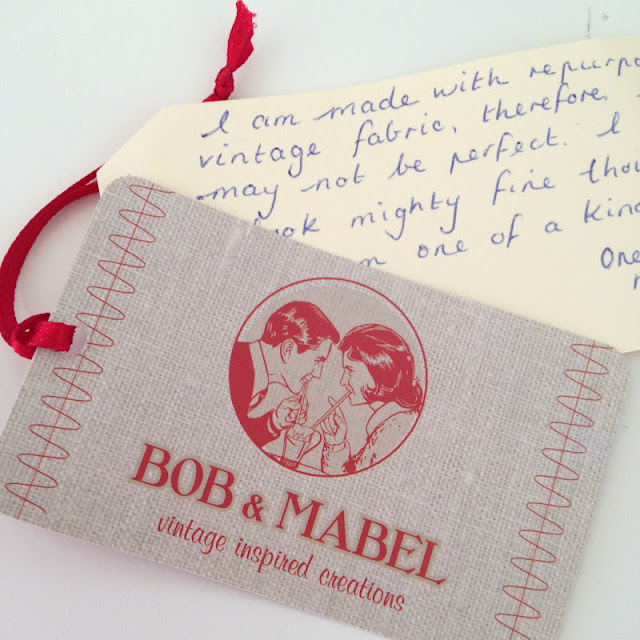 I am made with repurpo
vintage fabric, therefore,
may not be perfect. I
look mighty fine thou
one of a kind
One
BOB & MABEL
vintage inspired creations